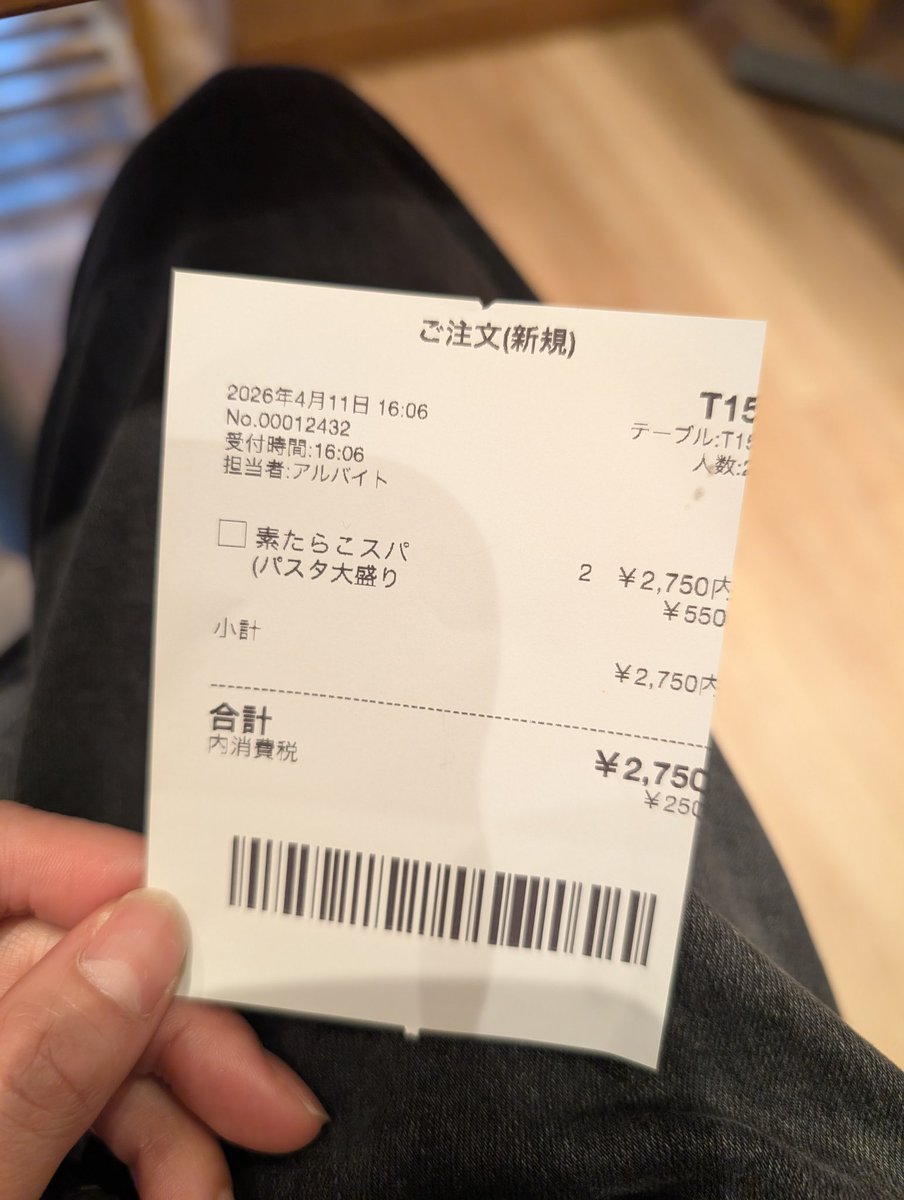 ご注文(新規)
2026年4月11日 16:06
No.00012432
受付時間:16:06
担当者:アルバイト
T15
テーブル:T15
人数:2
□ 素たらこスパ 2 ¥2,750内
(パスタ大盛り ¥550
小計 ¥2,750内
合計 ¥2,750
内消費税 ¥250